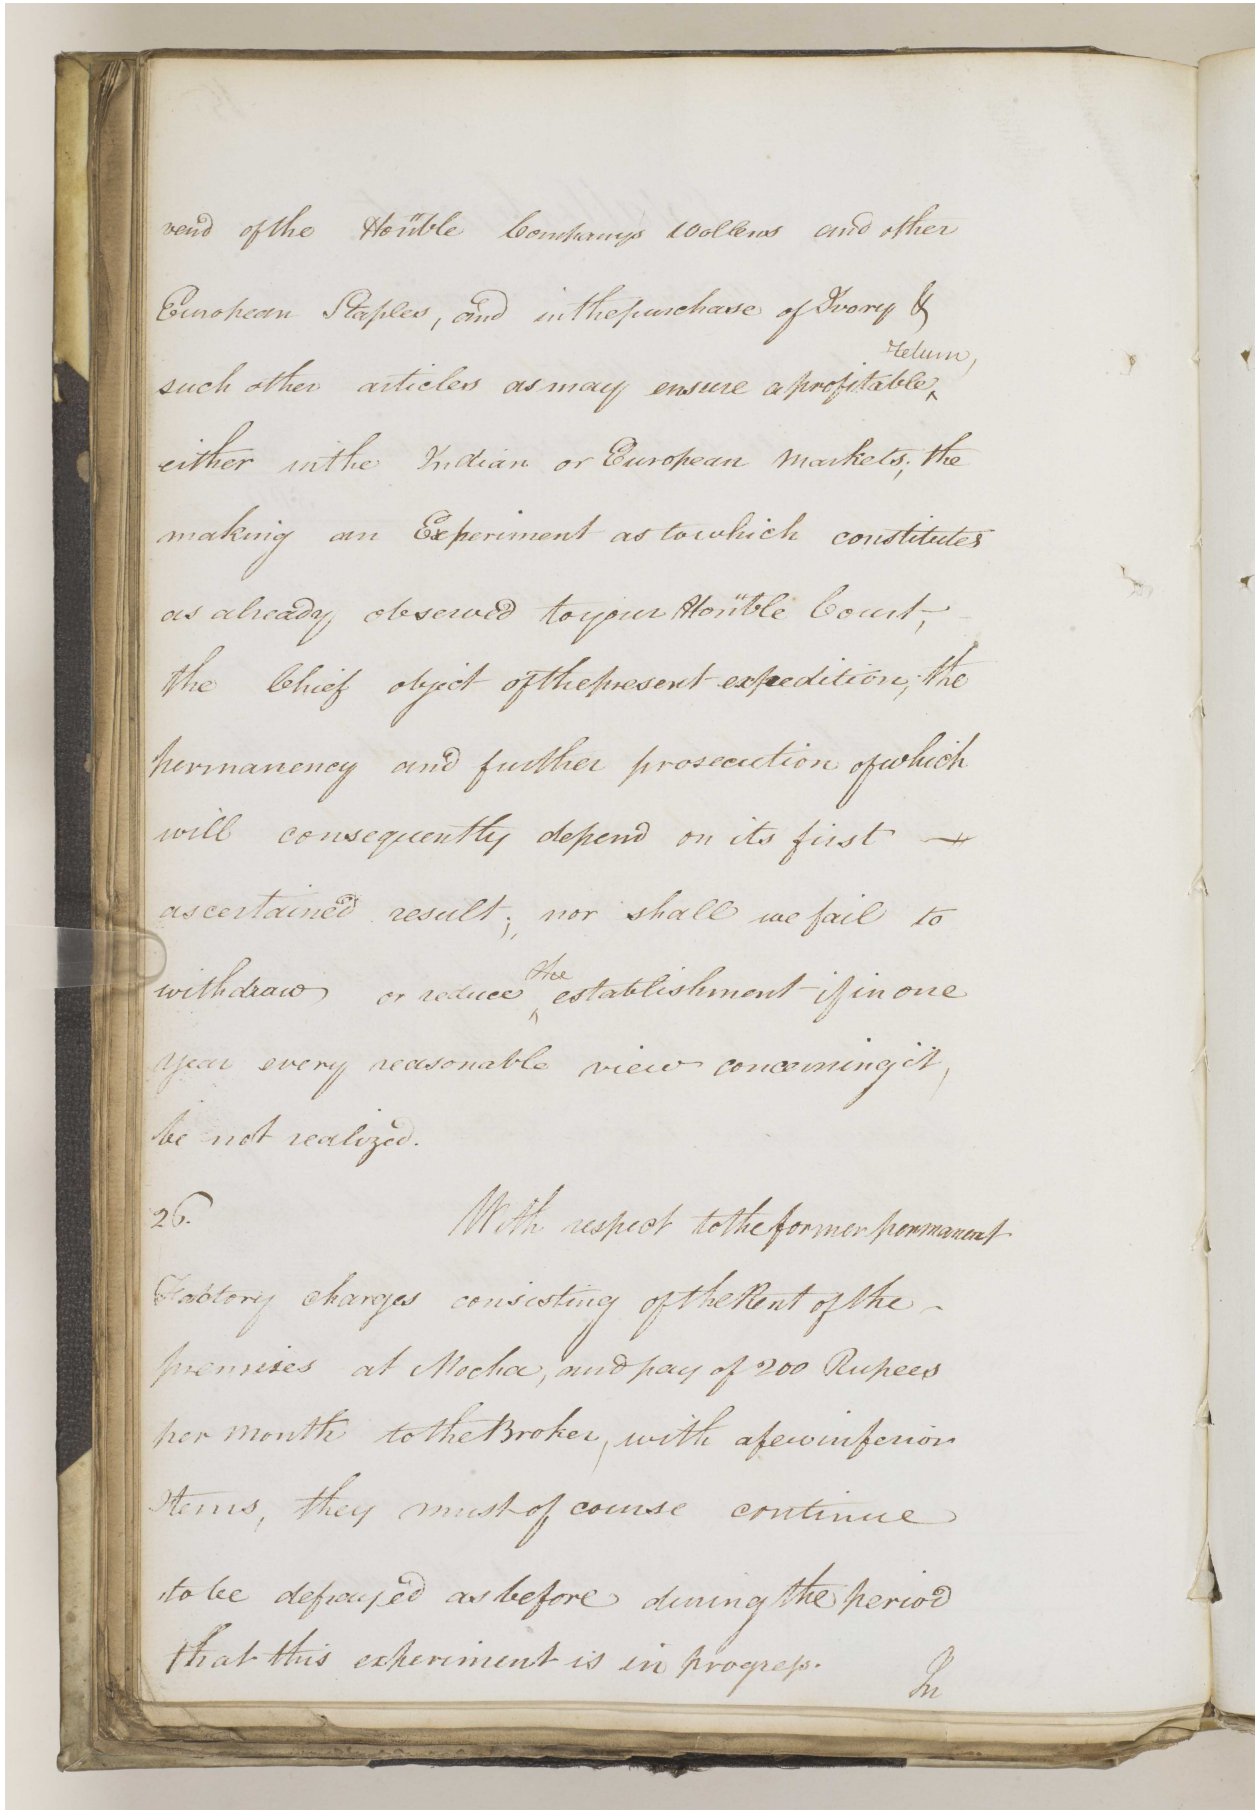 vend of the Hon'ble Company's Wollens and other
European Staples, and in the purchase of Ivory &
return,
such other articles as may ensure a profitable
either in the Indian or European Markets; the
making an Experiment as to which constitutes
as already observed to your Hon'ble Court,
the Chief object of the present expedition; the
permanency and further prosecution of which
will consequently depend on its first
ascertained result; nor shall we fail to
the
withdraw or reduce establishment if in one
year every reasonable view concerning it,
be not realized.
26. With respect to the former permanent
Factory charges consisting of the Rent of the
premises at Mocha, and pay of 200 Rupees
per month to the Broker, with a few inferior
Items, they must of course continue
to be defrayed as before during the period
that this experiment is in progress.
In